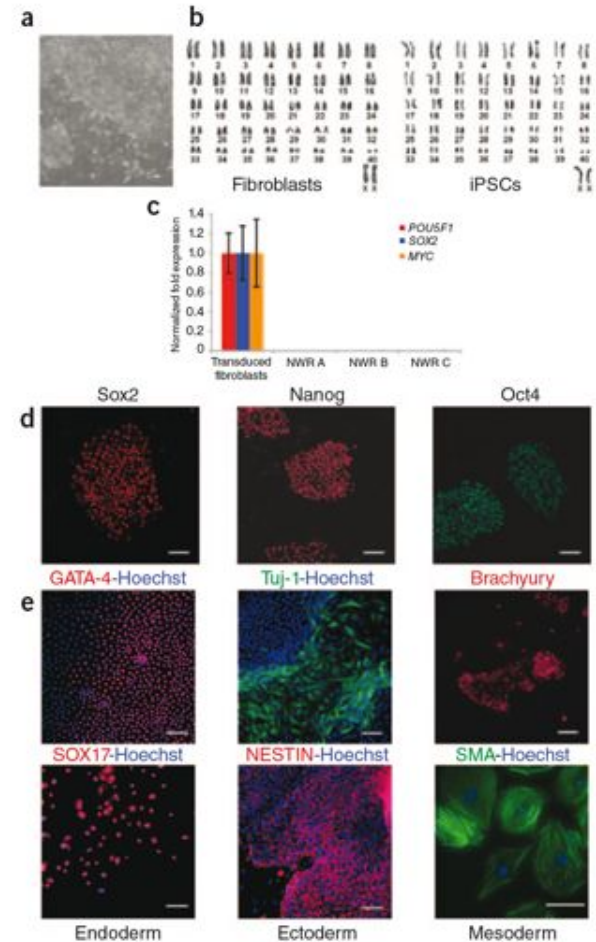 a
b
1 2 3 4 5 6 7 8
9 10 11 12 13 14 15 16
17 18 19 20 21 22 23 24
25 26 27 28 29 30 31 32
33 34 35 36 37 38 39 40
X X
Fibroblasts
1 2 3 4 5 6 7 8
9 10 11 12 13 14 15 16
17 18 19 20 21 22 23 24
25 26 27 28 29 30 31 32
33 34 35 36 37 38 39 40
X X
iPSCs
c
Normalized fold expression
1.4
1.2
1.0
0.8
0.6
0.4
0.2
0
POU5F1
SOX2
MYC
Transduced
fibroblasts
NWR A
NWR B
NWR C
d
Sox2
Nanog
Oct4
e
GATA-4-Hoechst
Tuj-1-Hoechst
Brachyury
SOX17-Hoechst
NESTIN-Hoechst
SMA-Hoechst
Endoderm
Ectoderm
Mesoderm